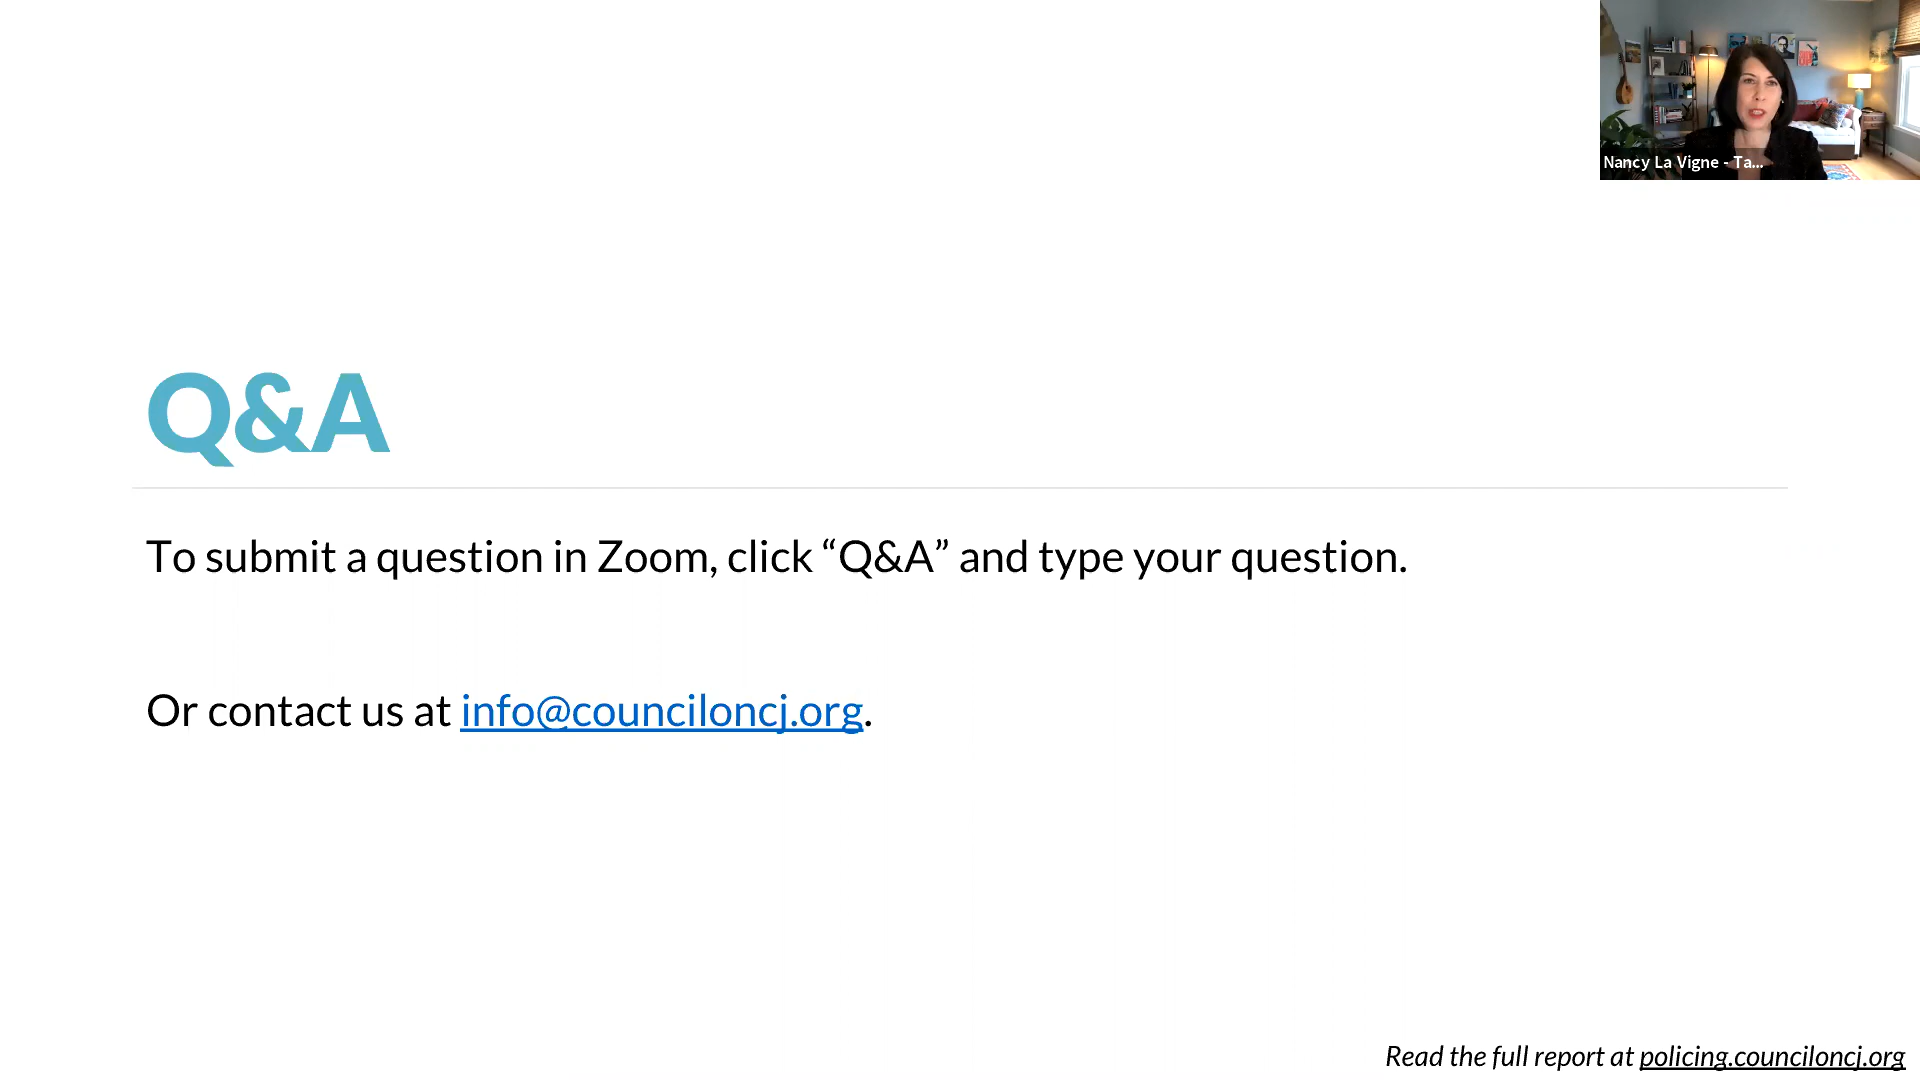 Nancy La Vigne - Ta...
Q&A
To submit a question in Zoom, click “Q&A” and type your question.
Or contact us at info@counciloncj.org.
Read the full report at policing.counciloncj.org